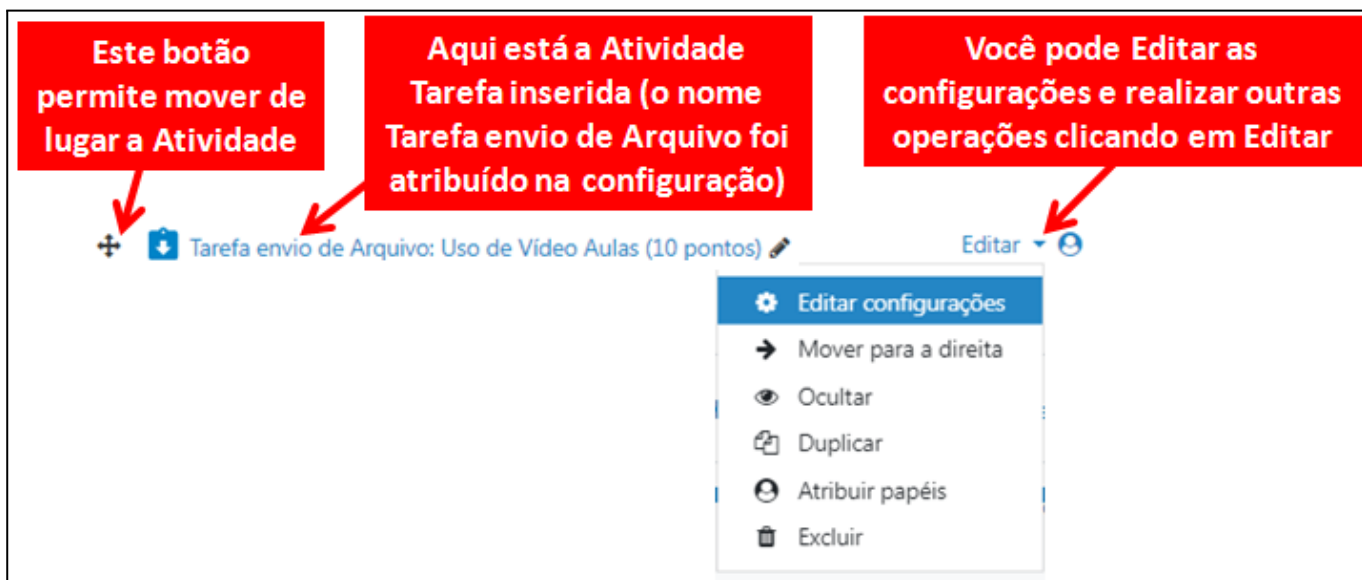 Este botão
permite mover de
lugar a Atividade
Aqui está a Atividade
Tarefa inserida (o nome
Tarefa envio de Arquivo foi
atribuído na configuração)
Você pode Editar as
configurações e realizar outras
operações clicando em Editar
Tarefa envio de Arquivo: Uso de Vídeo Aulas (10 pontos)
Editar
Editar configurações
Mover para a direita
Ocultar
Duplicar
Atribuir papéis
Excluir